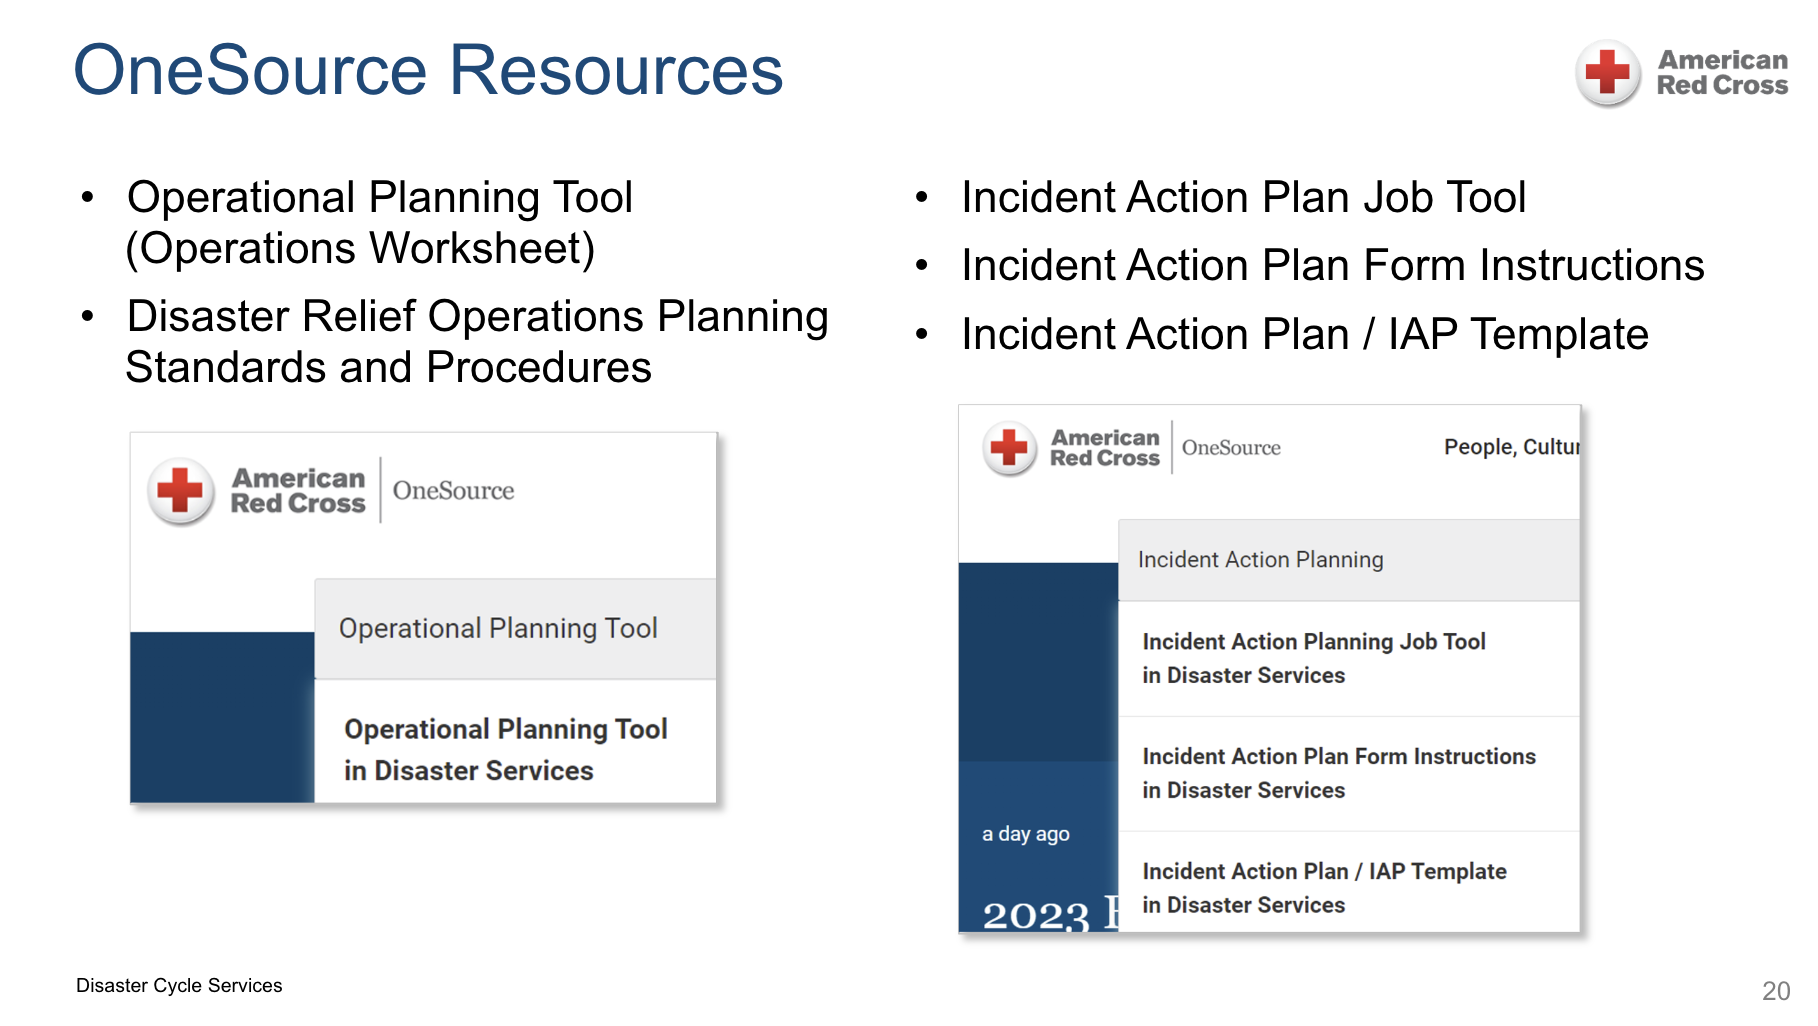 OneSource Resources
American
Red Cross
• Operational Planning Tool
(Operations Worksheet)
• Disaster Relief Operations Planning
Standards and Procedures
• Incident Action Plan Job Tool
• Incident Action Plan Form Instructions
• Incident Action Plan / IAP Template
American
Red Cross
OneSource
Operational Planning Tool
Operational Planning Tool
in Disaster Services
American
Red Cross
OneSource
People, Cultur
Incident Action Planning
Incident Action Planning Job Tool
in Disaster Services
Incident Action Plan Form Instructions
in Disaster Services
a day ago
Incident Action Plan / IAP Template
in Disaster Services
2023
Disaster Cycle Services
20